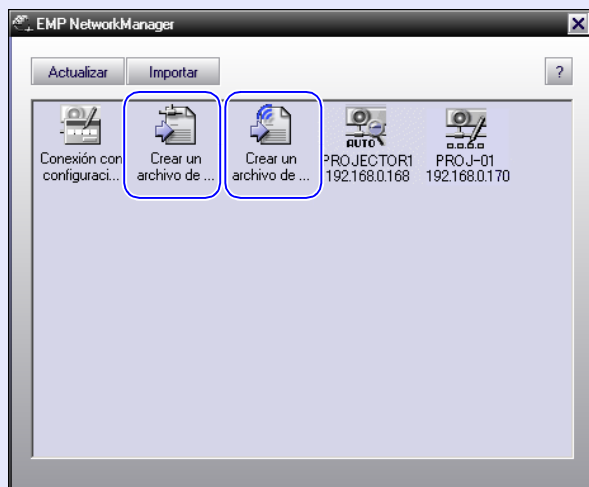 EMP NetworkManager
Actualizar Importar ?
Conexión con configuraci...
Crear un archivo de ...
Crear un archivo de ...
AUTO
PROJECTOR1 192.168.0.168
PROJ-01 192.168.0.170